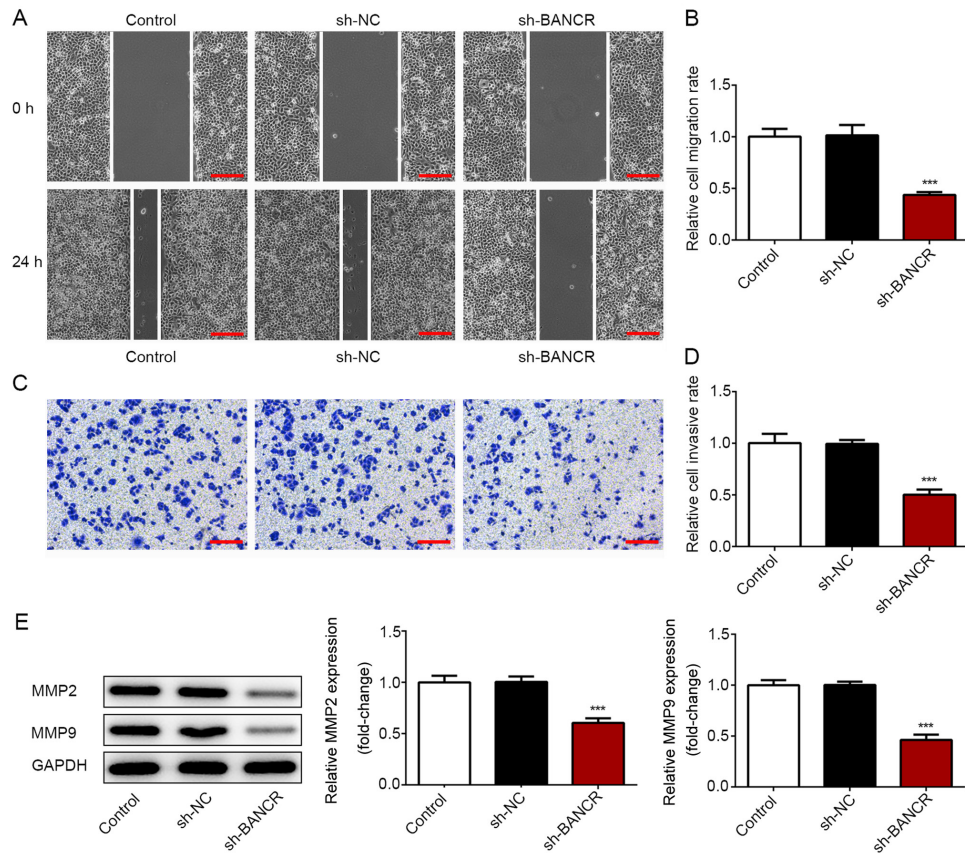 A
Control
sh-NC
sh-BANCR
0 h
24 h
Control
sh-NC
sh-BANCR
B
Relative cell migration rate
1.5
1.0
0.5
0.0
***
Control
sh-NC
sh-BANCR
C
D
Relative cell invasive rate
1.5
1.0
0.5
0.0
***
Control
sh-NC
sh-BANCR
E
MMP2
MMP9
GAPDH
Control
sh-NC
sh-BANCR
Relative MMP2 expression
(fold-change)
1.5
1.0
0.5
0.0
***
Control
sh-NC
sh-BANCR
Relative MMP9 expression
(fold-change)
1.5
1.0
0.5
0.0
***
Control
sh-NC
sh-BANCR